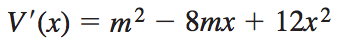 V′(x) = m² − 8mx + 12x²